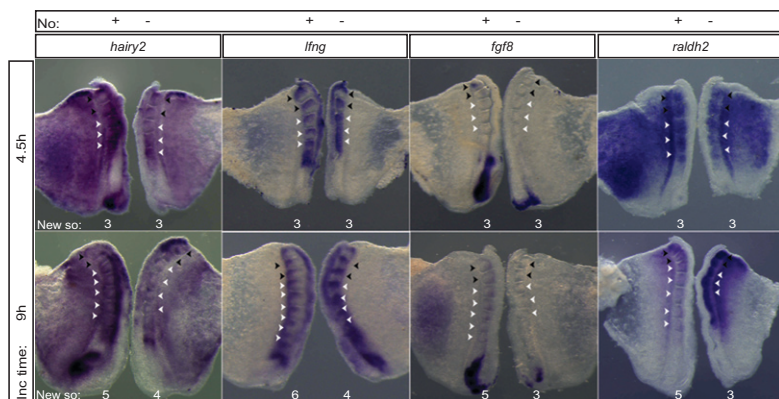 No: + - + - + - + -
hairy2 lfng fgf8 raldh2
4.5h
New so: 3 3 3 3 3 3 3 3
9h
Inc time:
New so: 5 4 6 4 5 3 5 3